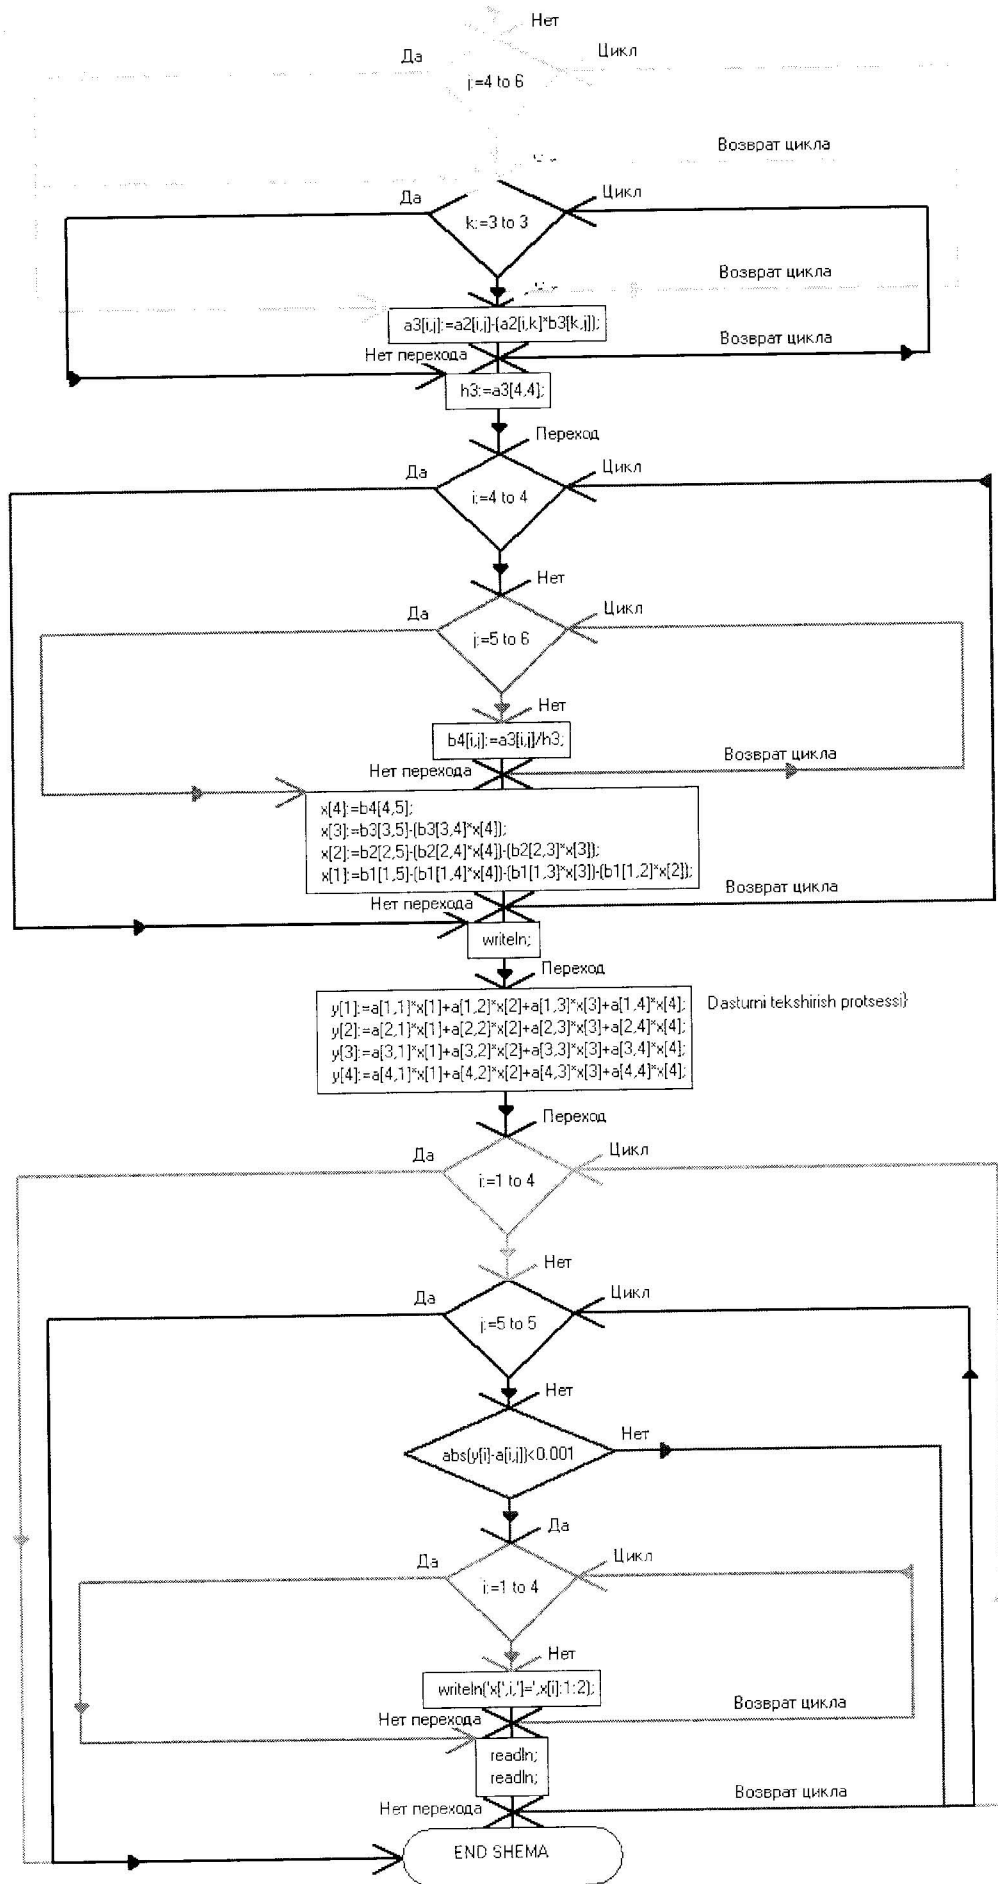 Нет
Да
Цикл
j:=4 to 6
Возврат цикла
Да
Цикл
k:=3 to 3
Возврат цикла
a3[i,j]:=a2[i,j]-(a2[i,k]*b3[k,j]);
Нет перехода
Возврат цикла
h3:=a3[4,4];
Переход
Да
Цикл
i:=4 to 4
Нет
Да
Цикл
j:=5 to 6
Нет
b4[i,j]:=a3[i,j]/h3;
Нет перехода
Возврат цикла
x[4]:=b4[4,5];
x[3]:=b3[3,5]-(b3[3,4]*x[4]);
x[2]:=b2[2,5]-(b2[2,4]*x[4])-(b2[2,3]*x[3]);
x[1]:=b1[1,5]-(b1[1,4]*x[4])-(b1[1,3]*x[3])-(b1[1,2]*x[2]);
Нет перехода
Возврат цикла
writeln;
Переход
y[1]:=a[1,1]*x[1]+a[1,2]*x[2]+a[1,3]*x[3]+a[1,4]*x[4];
Dasturni tekshirish protsessi}
y[2]:=a[2,1]*x[1]+a[2,2]*x[2]+a[2,3]*x[3]+a[2,4]*x[4];
y[3]:=a[3,1]*x[1]+a[3,2]*x[2]+a[3,3]*x[3]+a[3,4]*x[4];
y[4]:=a[4,1]*x[1]+a[4,2]*x[2]+a[4,3]*x[3]+a[4,4]*x[4];
Переход
Да
Цикл
i:=1 to 4
Нет
Да
Цикл
j:=5 to 5
Нет
abs(y[i]-a[i,j])<0.001
Нет
Да
Да
Цикл
i:=1 to 4
Нет
writeln('x[',i,']=',x[i]:1:2);
Нет перехода
Возврат цикла
readln;
readln;
Нет перехода
Возврат цикла
END SHEMA